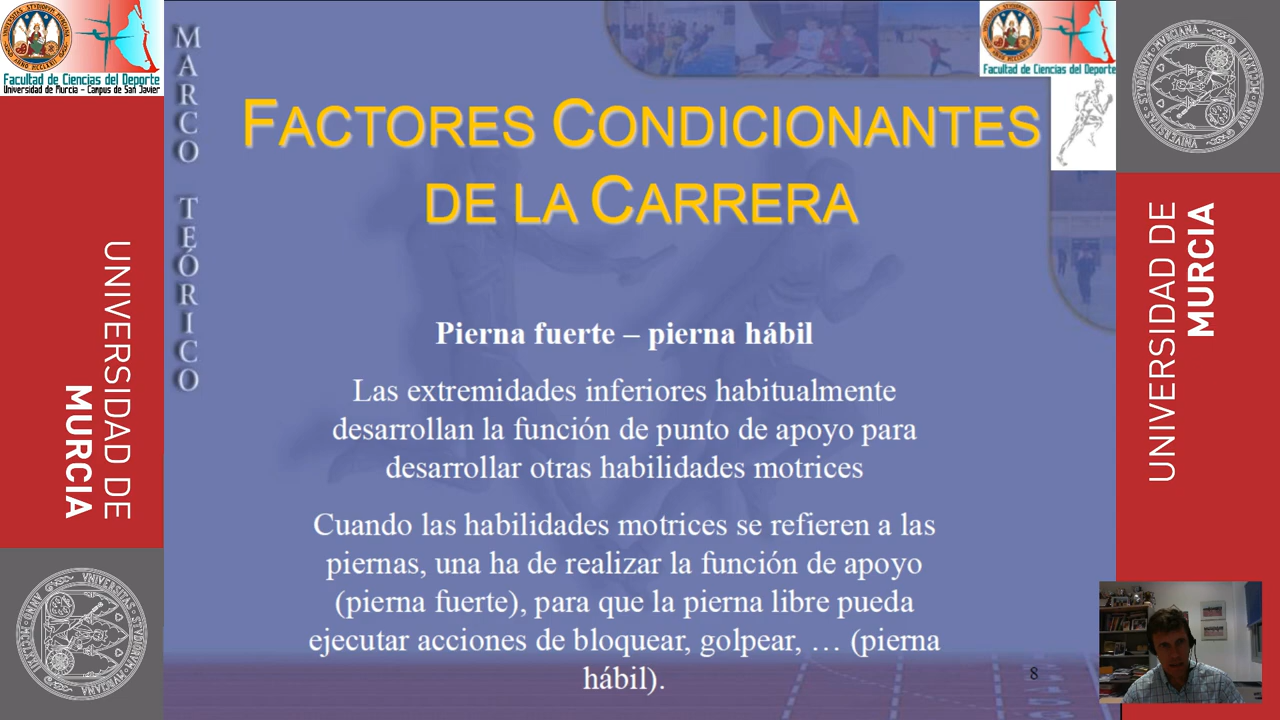 Facultad de Ciencias del Deporte
Universidad de Murcia - Campus de San Javier
UNIVERSIDAD DE
MURCIA
MARCO TEÓRICO
FACTORES CONDICIONANTES
DE LA CARRERA
Pierna fuerte – pierna hábil
Las extremidades inferiores habitualmente
desarrollan la función de punto de apoyo para
desarrollar otras habilidades motrices
Cuando las habilidades motrices se refieren a las
piernas, una ha de realizar la función de apoyo
(pierna fuerte), para que la pierna libre pueda
ejecutar acciones de bloquear, golpear, … (pierna
hábil).
8
Facultad de Ciencias del Deporte
UNIVERSIDAD DE
MURCIA